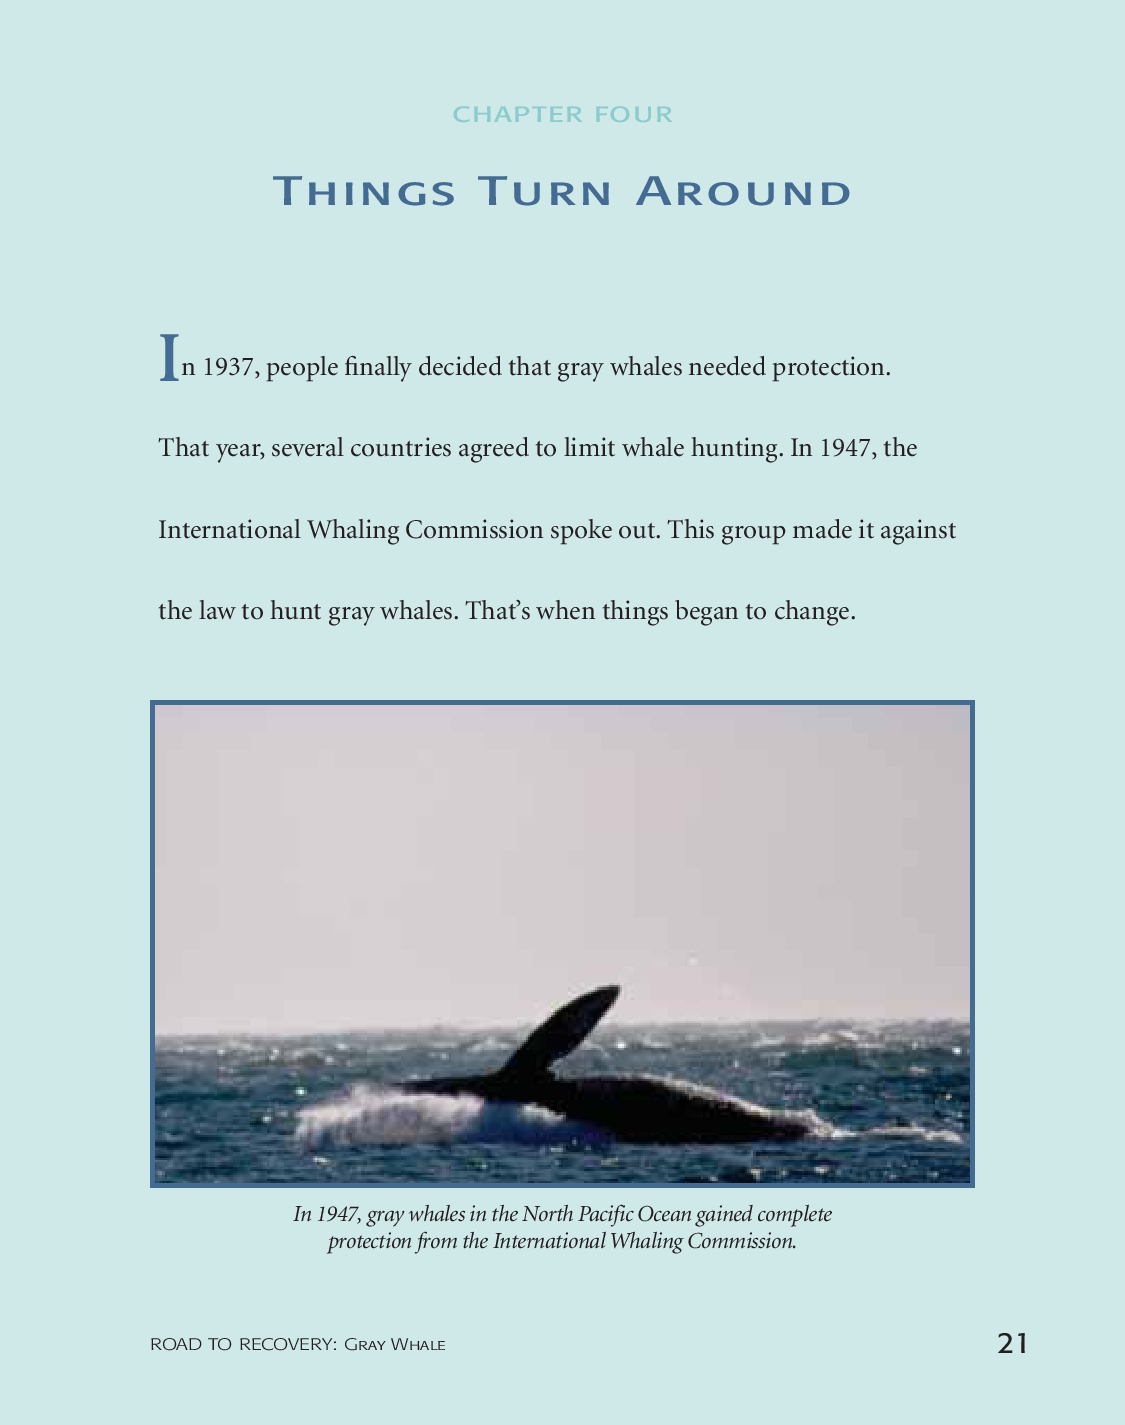 CHAPTER FOUR
THINGS TURN AROUND
In 1937, people finally decided that gray whales needed protection.
That year, several countries agreed to limit whale hunting. In 1947, the
International Whaling Commission spoke out. This group made it against
the law to hunt gray whales. That’s when things began to change.
In 1947, gray whales in the North Pacific Ocean gained complete
protection from the International Whaling Commission.
ROAD TO RECOVERY: GRAY WHALE
21